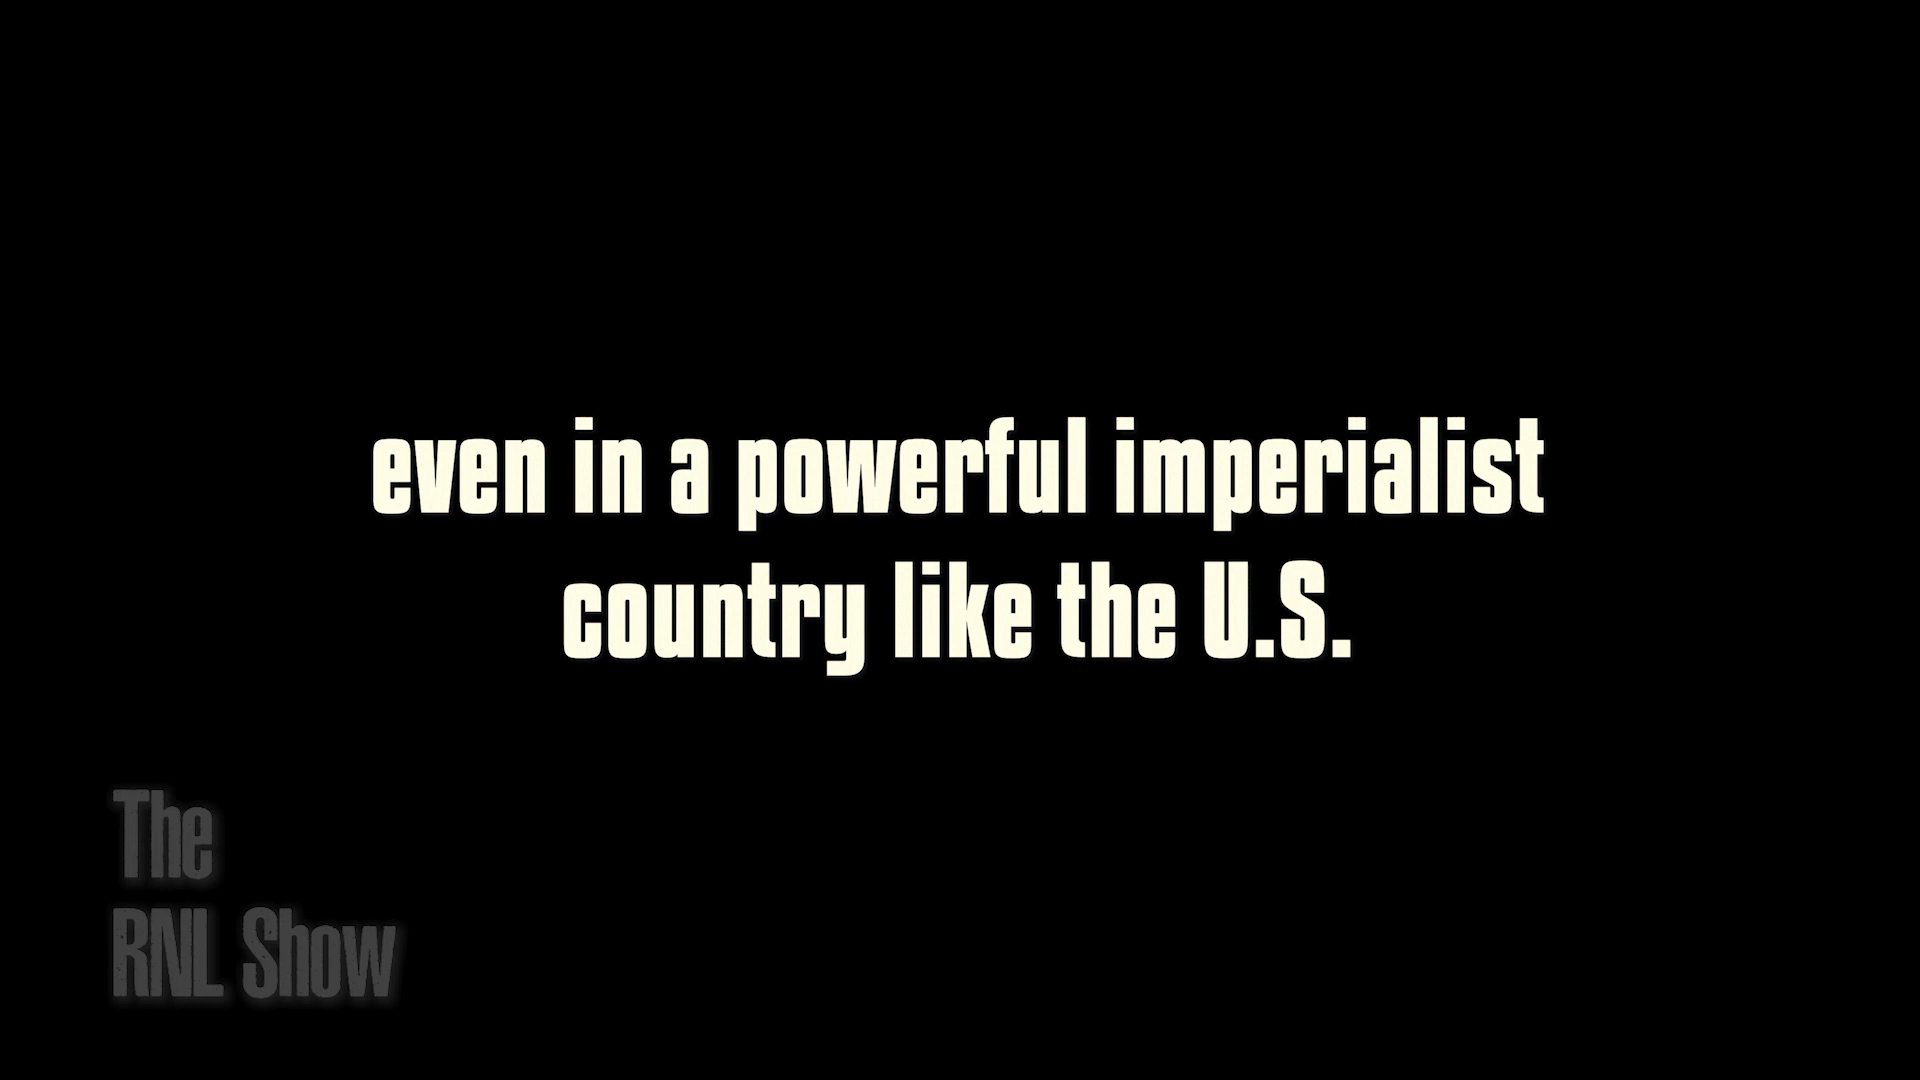 even in a powerful imperialist
country like the U.S.
The
RNL Show